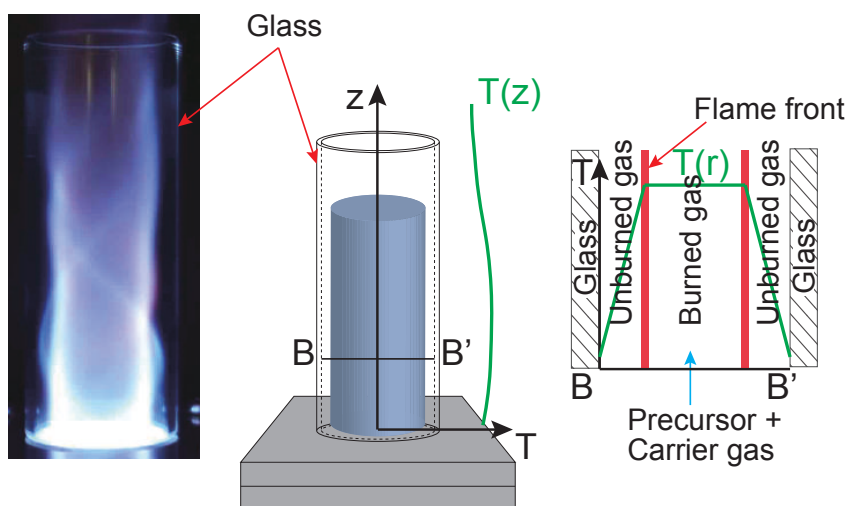 Glass
z
T(z)
B
B'
T
Flame front
T
T(r)
Glass
Unburned gas
Burned gas
Unburned gas
Glass
B
B'
Precursor +
Carrier gas